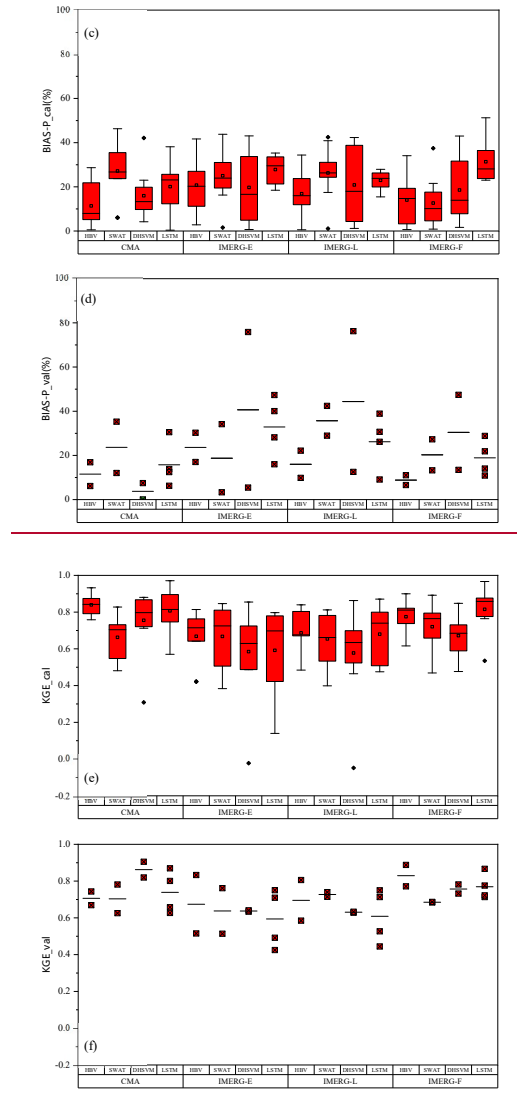 100
(c)
80
BIAS-P_cal(%)
60
40
20
0
HBV SWAT DHSVM LSTM HBV SWAT DHSVM LSTM HBV SWAT DHSVM LSTM HBV SWAT DHSVM LSTM
CMA IMERG-E IMERG-L IMERG-F
100
(d)
80
BIAS-P_val(%)
60
40
20
0
HBV SWAT DHSVM LSTM HBV SWAT DHSVM LSTM HBV SWAT DHSVM LSTM HBV SWAT DHSVM LSTM
CMA IMERG-E IMERG-L IMERG-F
1.0
0.8
0.6
KGE_cal
0.4
0.2
0.0
(e)
-0.2
HBV SWAT DHSVM LSTM HBV SWAT DHSVM LSTM HBV SWAT DHSVM LSTM HBV SWAT DHSVM LSTM
CMA IMERG-E IMERG-L IMERG-F
1.0
0.8
0.6
KGE_val
0.4
0.2
0.0
(f)
-0.2
HBV SWAT DHSVM LSTM HBV SWAT DHSVM LSTM HBV SWAT DHSVM LSTM HBV SWAT DHSVM LSTM
CMA IMERG-E IMERG-L IMERG-F